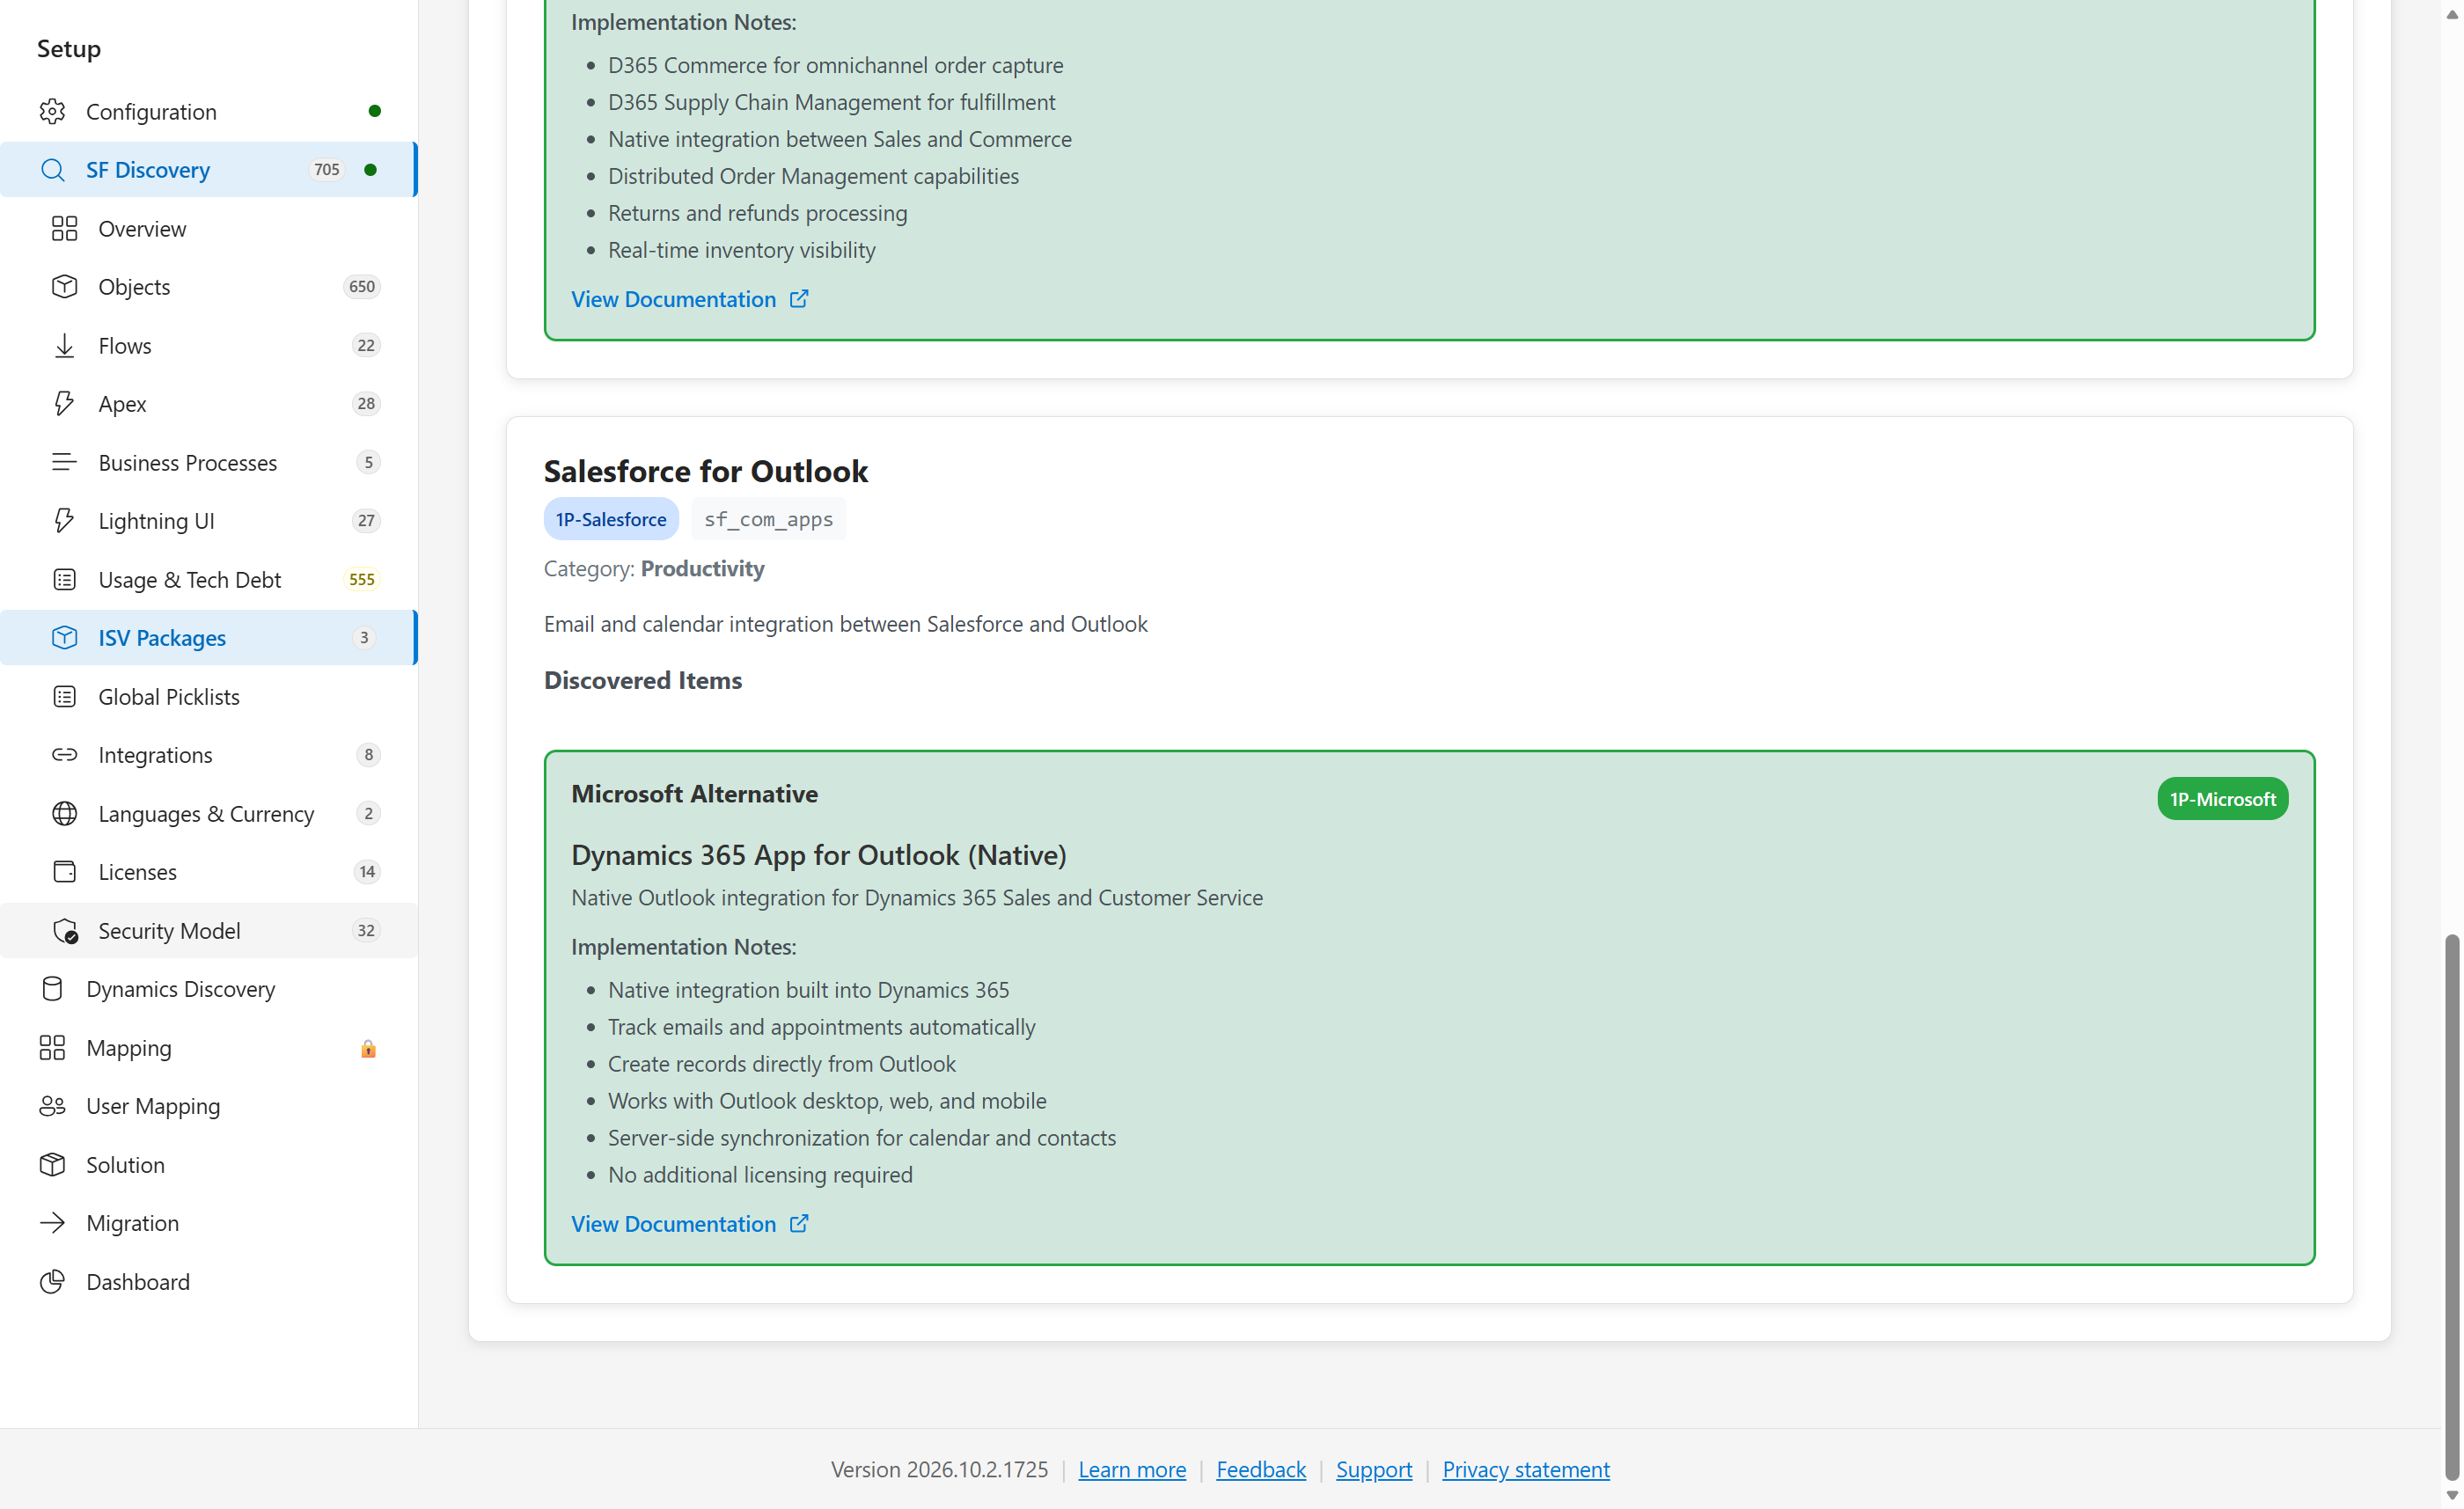 Setup
Configuration
SF Discovery 705
Overview
Objects 650
Flows 22
Apex 28
Business Processes 5
Lightning UI 27
Usage & Tech Debt 555
ISV Packages 3
Global Picklists
Integrations 8
Languages & Currency 2
Licenses 14
Security Model 32
Dynamics Discovery
Mapping
User Mapping
Solution
Migration
Dashboard
Implementation Notes:
D365 Commerce for omnichannel order capture
D365 Supply Chain Management for fulfillment
Native integration between Sales and Commerce
Distributed Order Management capabilities
Returns and refunds processing
Real-time inventory visibility
View Documentation
Salesforce for Outlook
1P-Salesforce sf_com_apps
Category: Productivity
Email and calendar integration between Salesforce and Outlook
Discovered Items
Microsoft Alternative 1P-Microsoft
Dynamics 365 App for Outlook (Native)
Native Outlook integration for Dynamics 365 Sales and Customer Service
Implementation Notes:
Native integration built into Dynamics 365
Track emails and appointments automatically
Create records directly from Outlook
Works with Outlook desktop, web, and mobile
Server-side synchronization for calendar and contacts
No additional licensing required
View Documentation
Version 2026.10.2.1725 | Learn more | Feedback | Support | Privacy statement